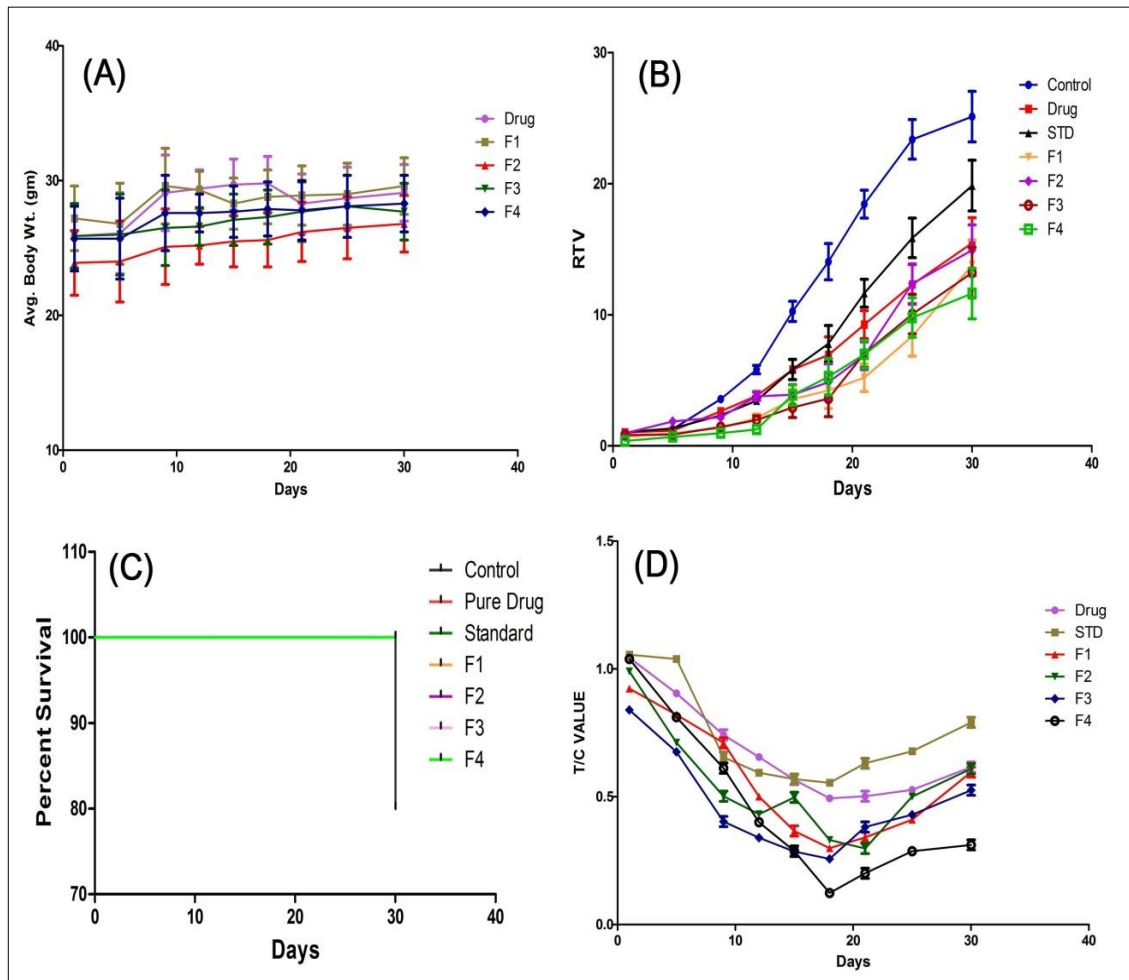 (A)
40
30
20
10
Avg. Body Wt. (gm)
0 10 20 30 40
Days
Drug
F1
F2
F3
F4
(B)
30
20
10
0
RTV
0 10 20 30 40
Days
Control
Drug
STD
F1
F2
F3
F4
(C)
110
100
90
80
70
Percent Survival
0 10 20 30 40
Days
Control
Pure Drug
Standard
F1
F2
F3
F4
(D)
1.5
1.0
0.5
0.0
T/C VALUE
0 10 20 30 40
Days
Drug
STD
F1
F2
F3
F4